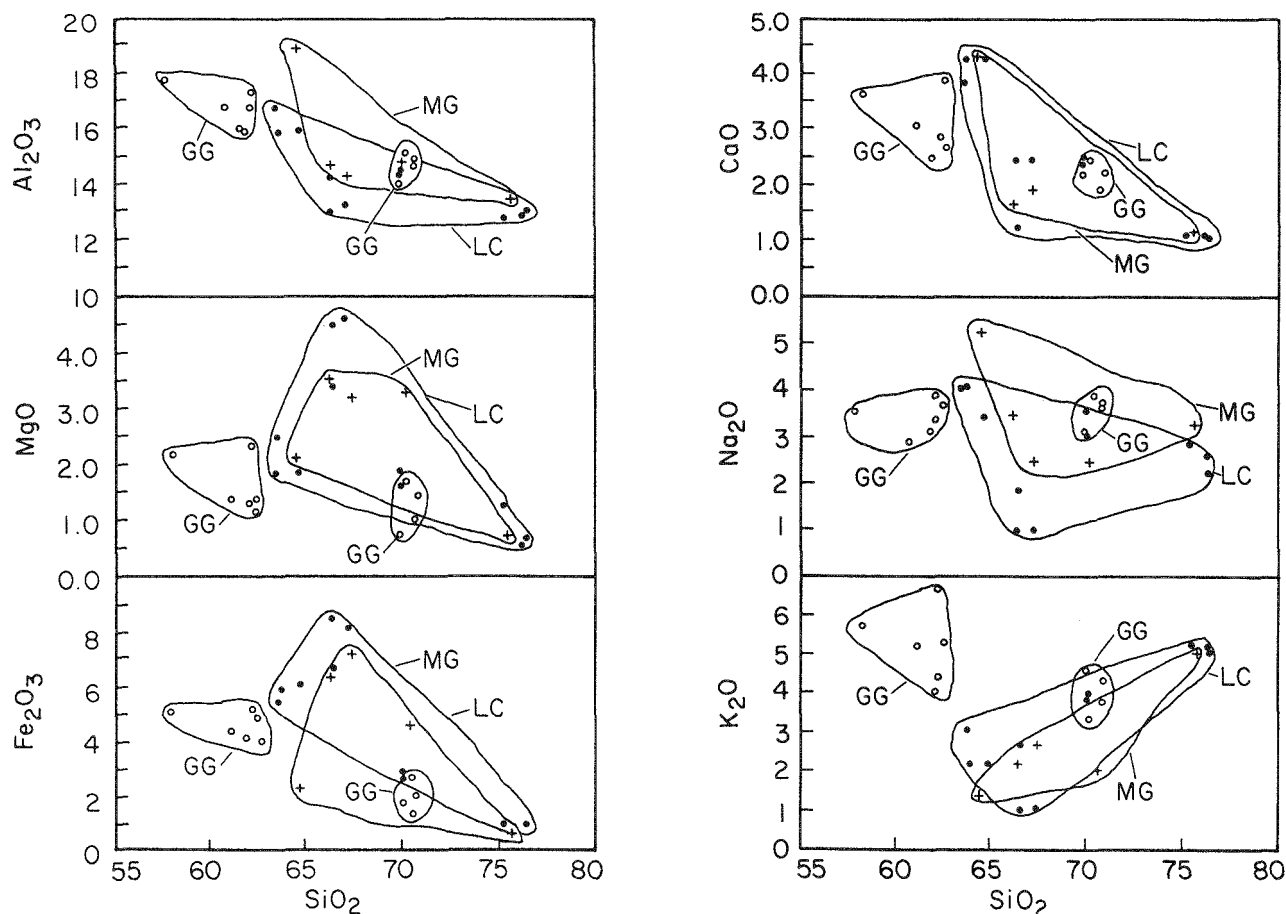 20
18
16
14
12
Al₂O₃
MG
GG
GG
LC
10
4.0
3.0
2.0
1.0
0.0
MgO
MG
LC
GG
GG
8
6
4
2
0
Fe₂O₃
MG
LC
GG
GG
55 60 65 70 75 80
SiO₂
5.0
4.0
3.0
2.0
1.0
0.0
CaO
LC
GG
GG
MG
5
4
3
2
1
0
Na₂O
MG
GG
GG
LC
6
5
4
3
2
1
0
K₂O
GG
GG
LC
MG
55 60 65 70 75 80
SiO₂